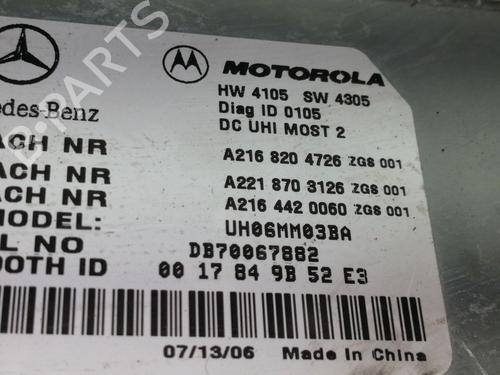 MOTOROLA
HW 4105 SW 4305
Diag ID 0105
DC UHI MOST 2
edes-Benz
ACH NR A216 820 4726 ZGS 001
ACH NR A221 870 3126 ZGS 001
ACH NR A216 442 0060 ZGS 001
MODEL: UH06MM03BA
L NO DB70067882
OOTH ID 00 17 84 9B 52 E3
07/13/06 Made In China
B-PARTS